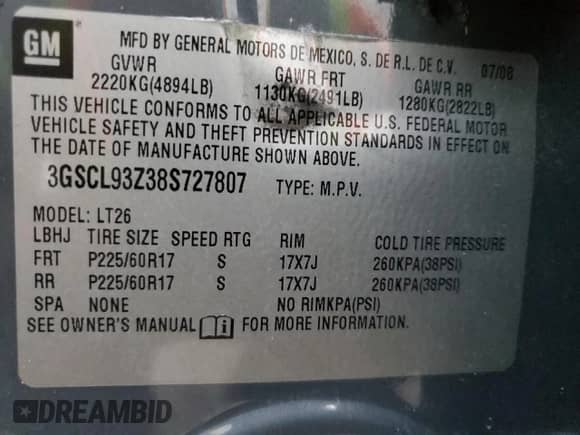 GM
MFD BY GENERAL MOTORS DE MEXICO, S. DE R.L. DE C.V. 07/08
GVWR GAWR FRT GAWR RR
2220KG(4894LB) 1130KG(2491LB) 1280KG(2822LB)
THIS VEHICLE CONFORMS TO ALL APPLICABLE U.S. FEDERAL MOTOR
VEHICLE SAFETY AND THEFT PREVENTION STANDARDS IN EFFECT ON
THE DATE OF MANUFACTURE SHOWN ABOVE.
3GSCL93Z38S727807 TYPE: M.P.V.
MODEL: LT26
LBHJ TIRE SIZE SPEED RTG RIM COLD TIRE PRESSURE
FRT P225/60R17 S 17X7J 260KPA(38PSI)
RR P225/60R17 S 17X7J 260KPA(38PSI)
SPA NONE NO RIMKPA(PSI)
SEE OWNER'S MANUAL FOR MORE INFORMATION.
DREAMBID